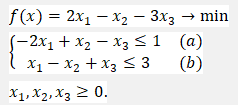 f(x) = 2x₁ − x₂ − 3x₃ → min
{ −2x₁ + x₂ − x₃ ≤ 1 (a)
x₁ − x₂ + x₃ ≤ 3 (b)
x₁, x₂, x₃ ≥ 0.